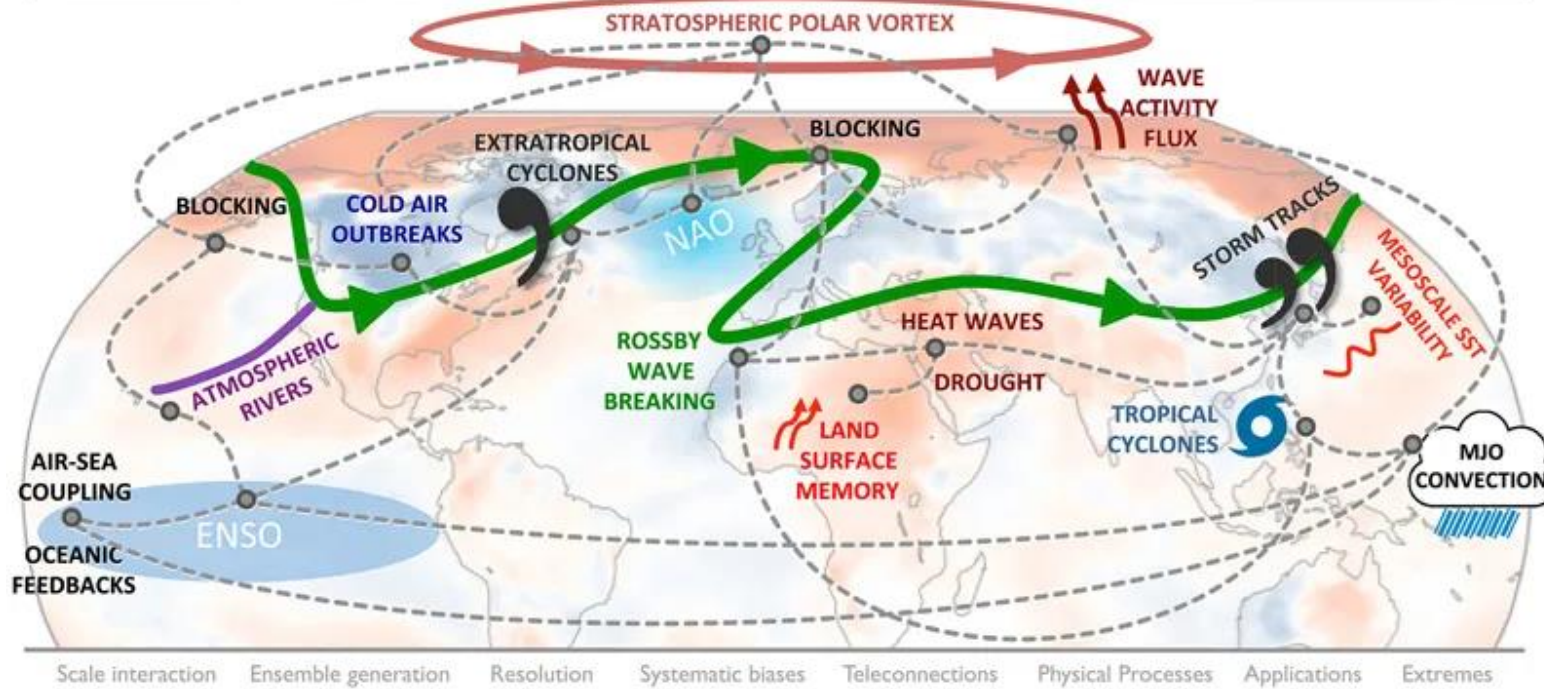 STRATOSPHERIC POLAR VORTEX
WAVE
ACTIVITY
FLUX
BLOCKING
EXTRATROPICAL
CYCLONES
BLOCKING
COLD AIR
OUTBREAKS
NAO
STORM TRACKS
MESOSCALE SST
VARIABILITY
ATMOSPHERIC
RIVERS
ROSSBY
WAVE
BREAKING
HEAT WAVES
DROUGHT
LAND
SURFACE
MEMORY
TROPICAL
CYCLONES
MJO
CONVECTION
AIR-SEA
COUPLING
ENSO
OCEANIC
FEEDBACKS
Scale interaction
Ensemble generation
Resolution
Systematic biases
Teleconnections
Physical Processes
Applications
Extremes